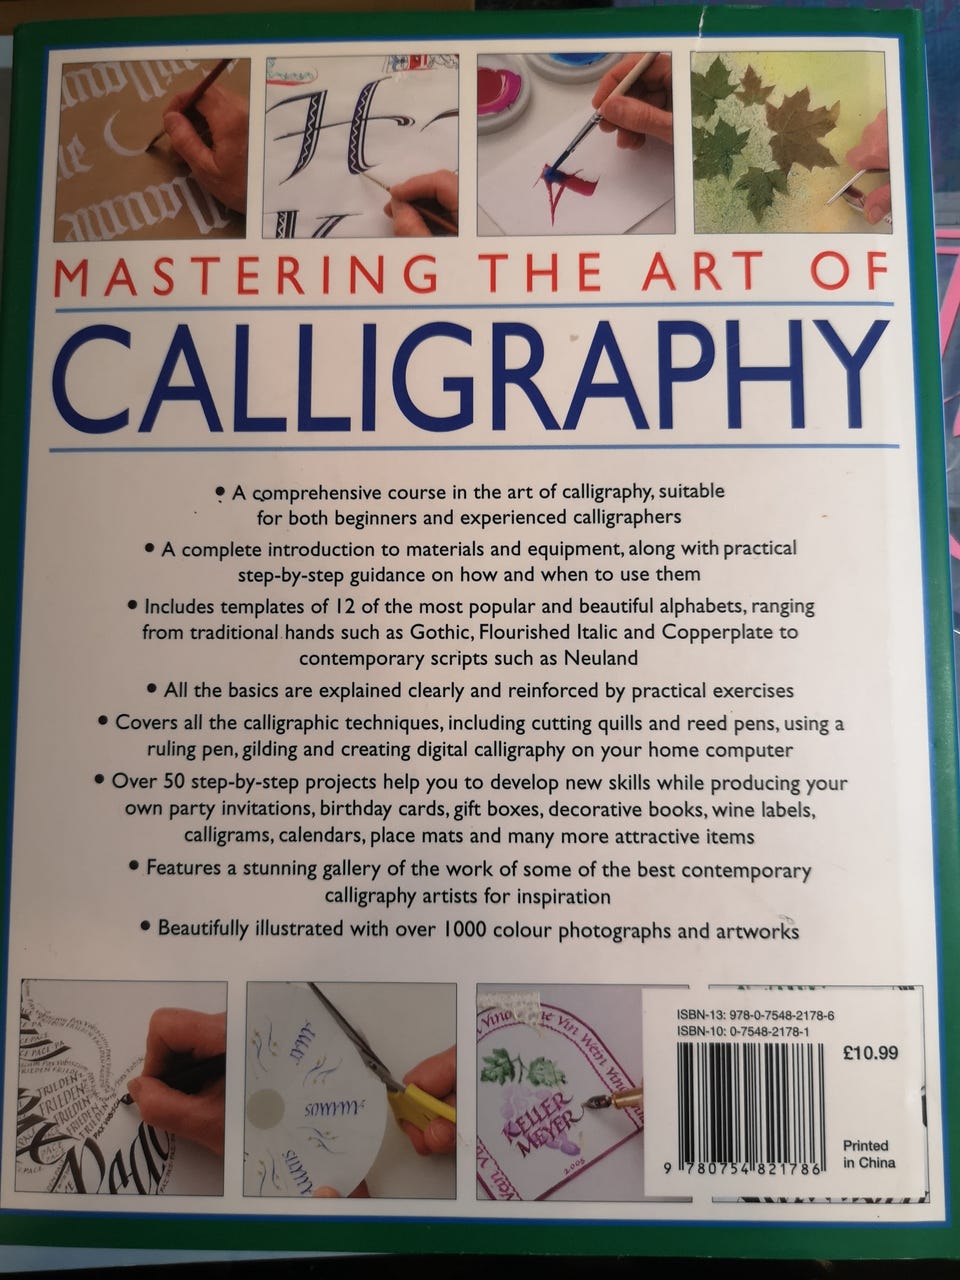 MASTERING THE ART OF
CALLIGRAPHY
• A comprehensive course in the art of calligraphy, suitable
for both beginners and experienced calligraphers
• A complete introduction to materials and equipment, along with practical
step-by-step guidance on how and when to use them
• Includes templates of 12 of the most popular and beautiful alphabets, ranging
from traditional hands such as Gothic, Flourished Italic and Copperplate to
contemporary scripts such as Neuland
• All the basics are explained clearly and reinforced by practical exercises
• Covers all the calligraphic techniques, including cutting quills and reed pens, using a
ruling pen, gilding and creating digital calligraphy on your home computer
• Over 50 step-by-step projects help you to develop new skills while producing your
own party invitations, birthday cards, gift boxes, decorative books, wine labels,
calligrams, calendars, place mats and many more attractive items
• Features a stunning gallery of the work of some of the best contemporary
calligraphy artists for inspiration
• Beautifully illustrated with over 1000 colour photographs and artworks
FRIEDEN
FRIEDEN
FRIEDEN
Vin Wein
KELLER
MEYER
2005
ISBN-13: 978-0-7548-2178-6
ISBN-10: 0-7548-2178-1
£10.99
Printed
in China
9 780754 821786